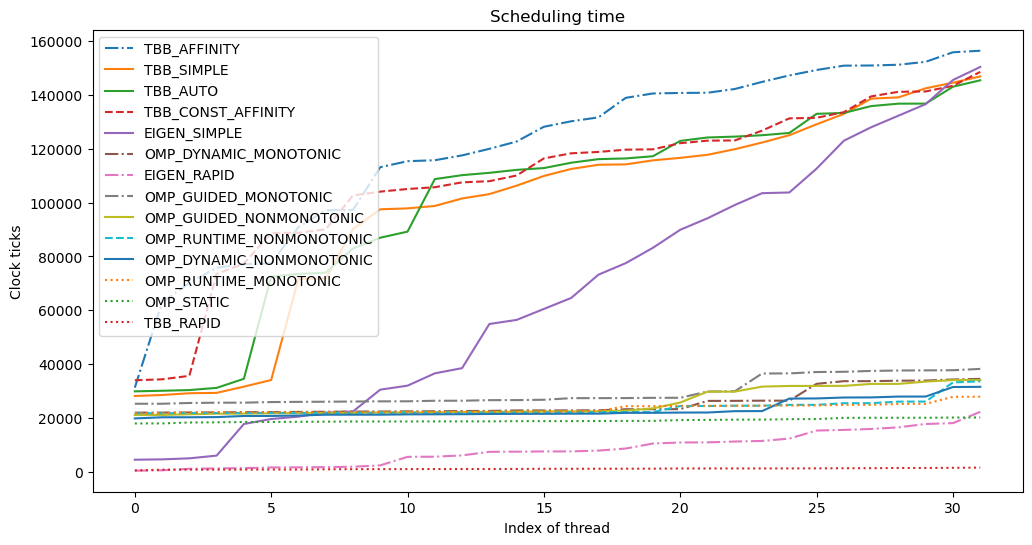 Scheduling time
160000
140000
120000
100000
80000
60000
40000
20000
0
Clock ticks
TBB_AFFINITY
TBB_SIMPLE
TBB_AUTO
TBB_CONST_AFFINITY
EIGEN_SIMPLE
OMP_DYNAMIC_MONOTONIC
EIGEN_RAPID
OMP_GUIDED_MONOTONIC
OMP_GUIDED_NONMONOTONIC
OMP_RUNTIME_NONMONOTONIC
OMP_DYNAMIC_NONMONOTONIC
OMP_RUNTIME_MONOTONIC
OMP_STATIC
TBB_RAPID
0 5 10 15 20 25 30
Index of thread